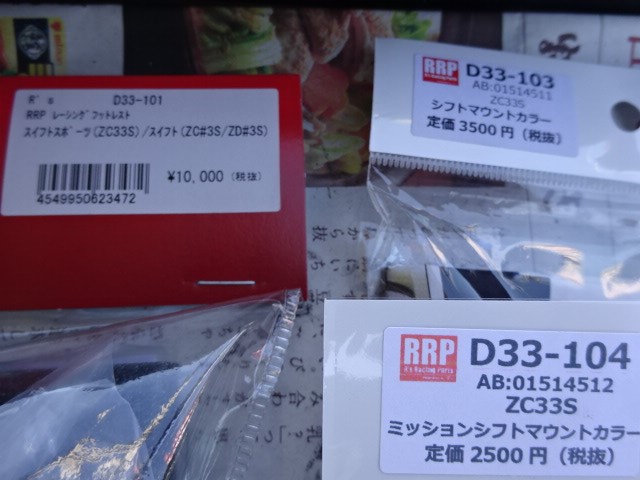 R's D33-101
RRP レーシングフットレスト
スイフトスポーツ(ZC33S)/スイフト(ZC#3S/ZD#3S)
¥10,000 (税抜)
4549950623472
RRP D33-103
R's Racing Parts
AB:01514511
ZC33S
シフトマウントカラー
定価3500円（税抜）
RRP D33-104
R's Racing Parts
AB:01514512
ZC33S
ミッションシフトマウントカラー
定価2500円（税抜）